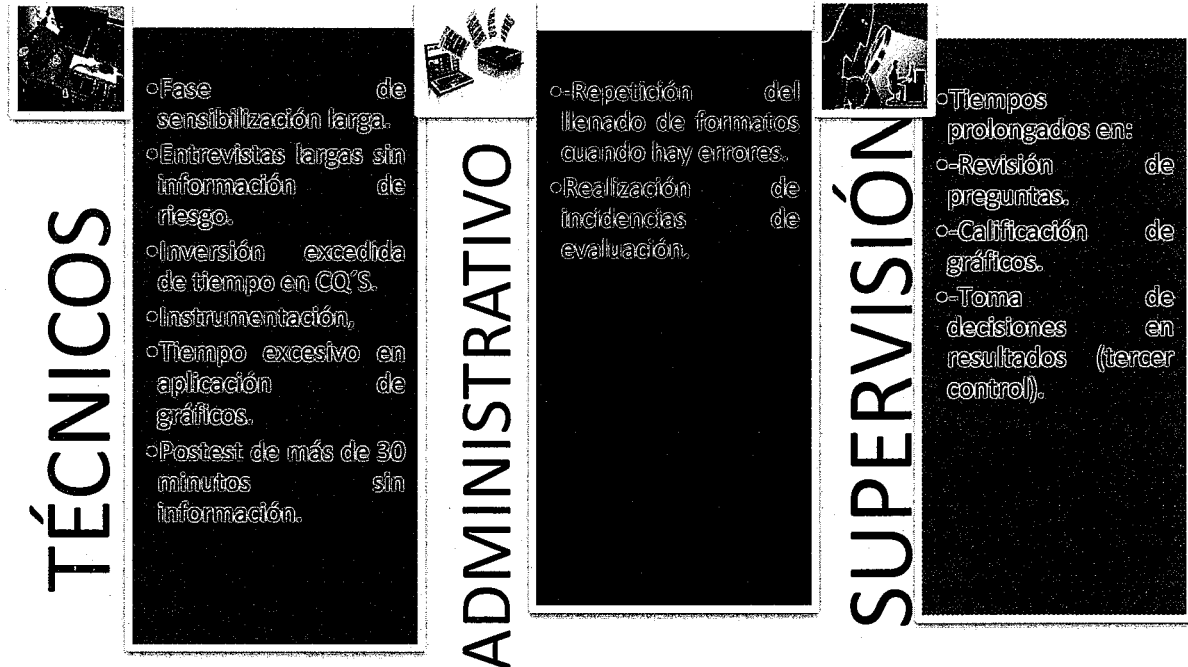 TÉCNICOS
○Fase de
sensibilización larga.
○Entrevistas largas sin
información de
riesgo.
○Inversión excedida
de tiempo en CQ´S.
○Instrumentación,
○Tiempo excesivo en
aplicación de
gráficos.
○Postest de más de 30
minutos sin
información.
ADMINISTRATIVO
○-Repetición del
llenado de formatos
cuando hay errores.
○Realización de
incidencias de
evaluación.
SUPERVISIÓN
○Tiempos
prolongados en:
○-Revisión de
preguntas.
○-Calificación de
gráficos.
○-Toma de
decisiones en
resultados (tercer
control).